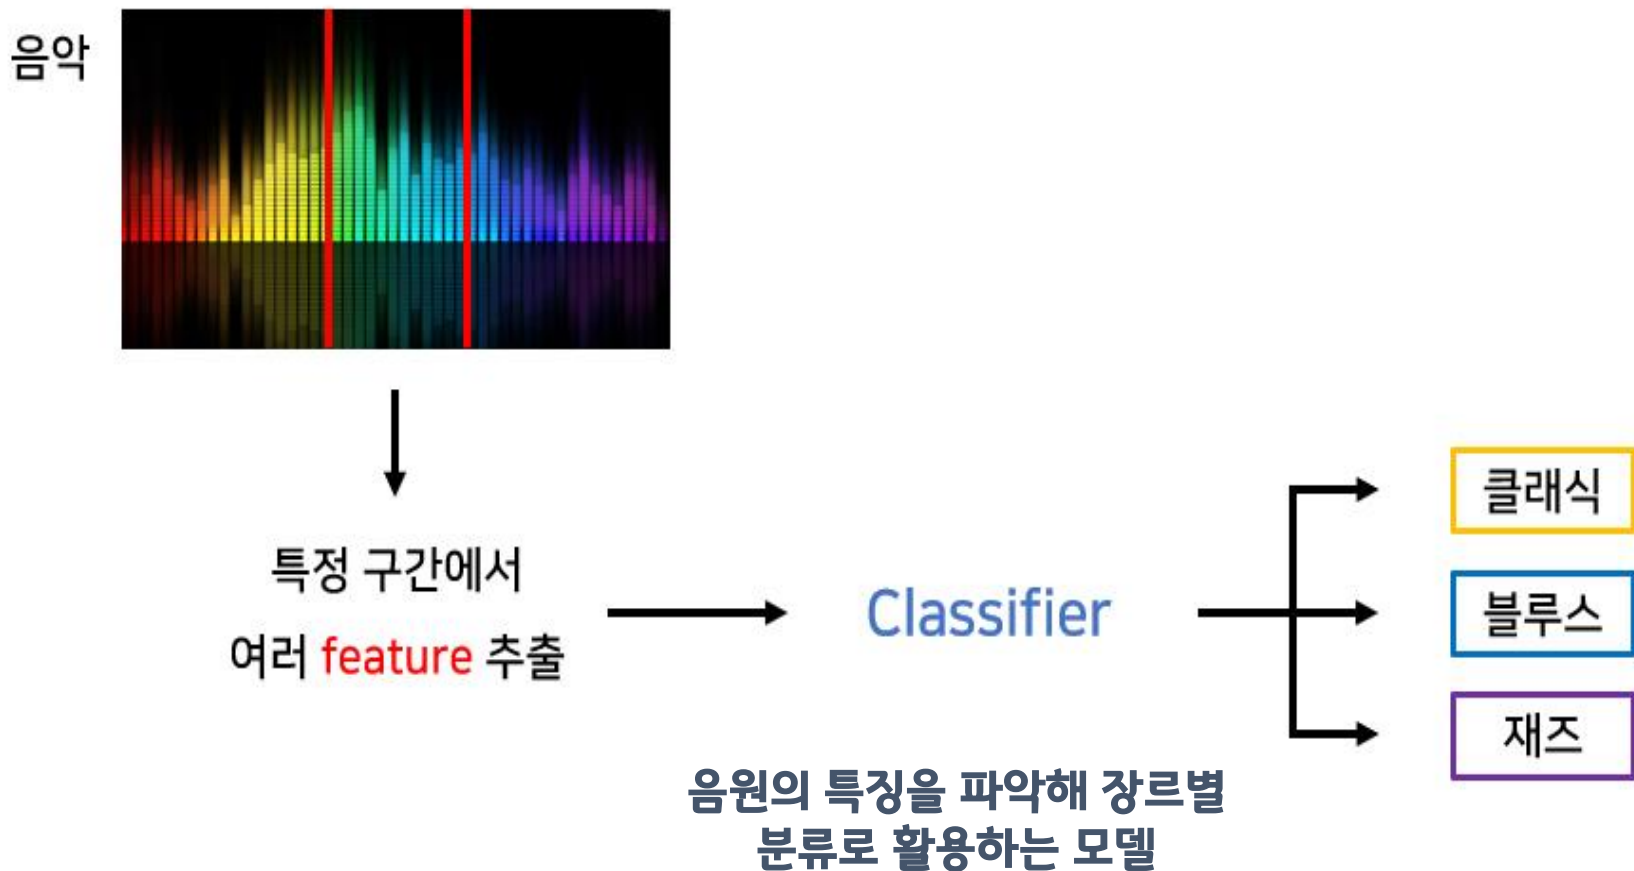 음악
특정 구간에서
여러 feature 추출
Classifier
클래식
블루스
재즈
음원의 특징을 파악해 장르별
분류로 활용하는 모델